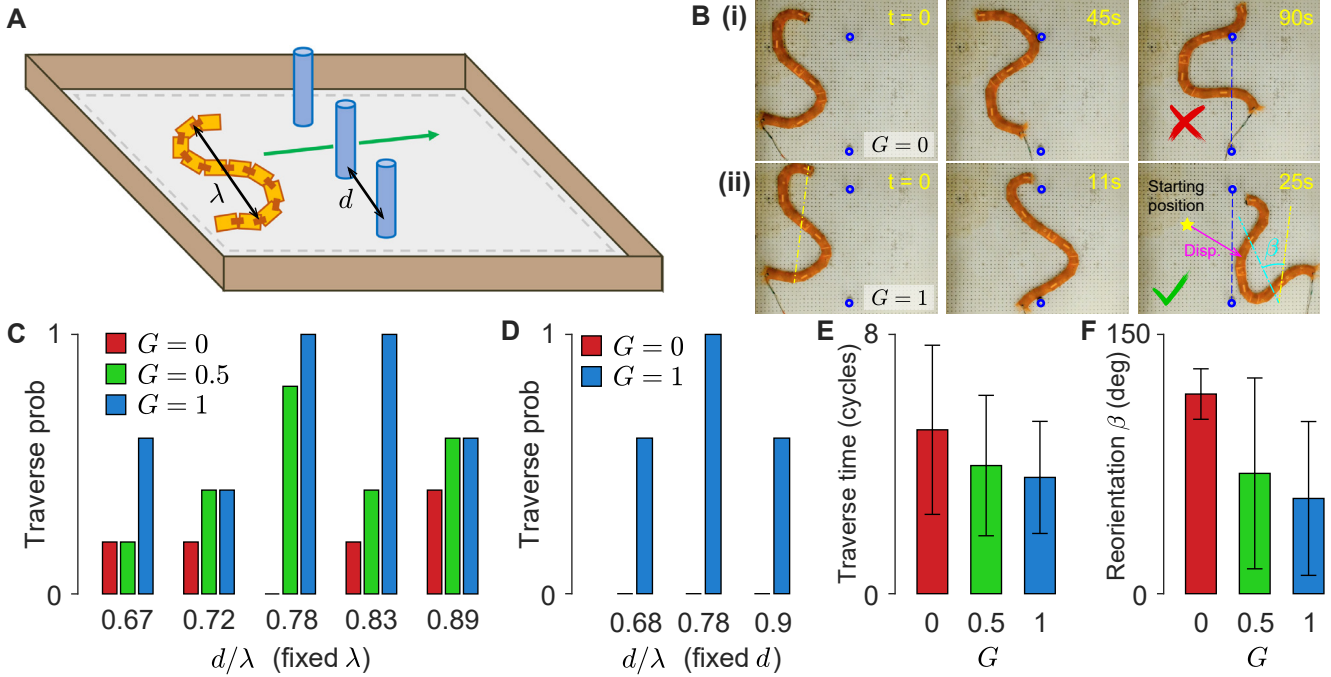 A
λ
d
B (i)
t = 0
45s
90s
G = 0
(ii)
t = 0
11s
25s
Starting
position
Disp.
β
G = 1
C
1
0
Traverse prob
G = 0
G = 0.5
G = 1
0.67 0.72 0.78 0.83 0.89
d/λ (fixed λ)
D
1
0
Traverse prob
G = 0
G = 1
0.68 0.78 0.9
d/λ (fixed d)
E
8
0
Traverse time (cycles)
0 0.5 1
G
F
150
0
Reorientation β (deg)
0 0.5 1
G